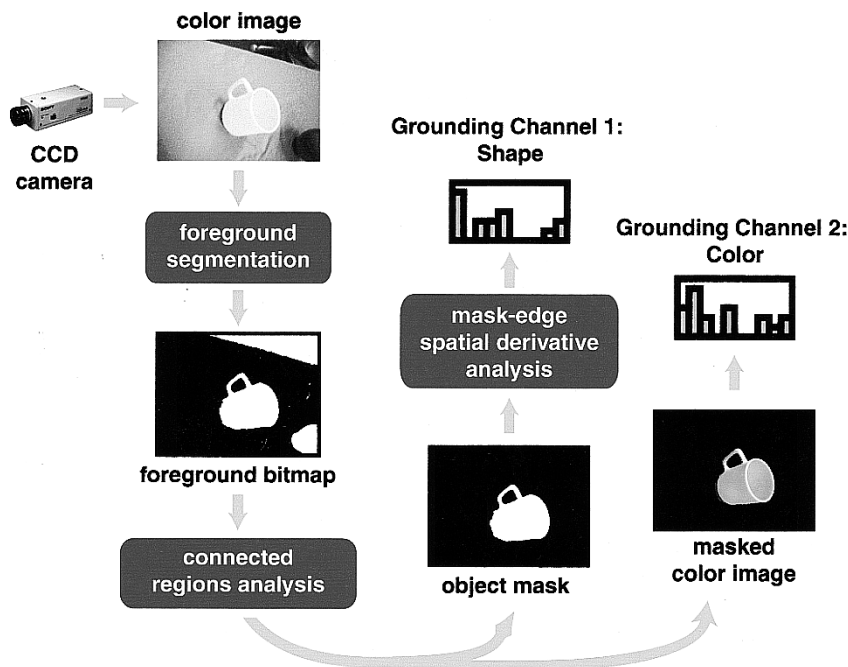 color image
CCD
camera
foreground
segmentation
foreground bitmap
connected
regions analysis
Grounding Channel 1:
Shape
mask-edge
spatial derivative
analysis
object mask
Grounding Channel 2:
Color
masked
color image